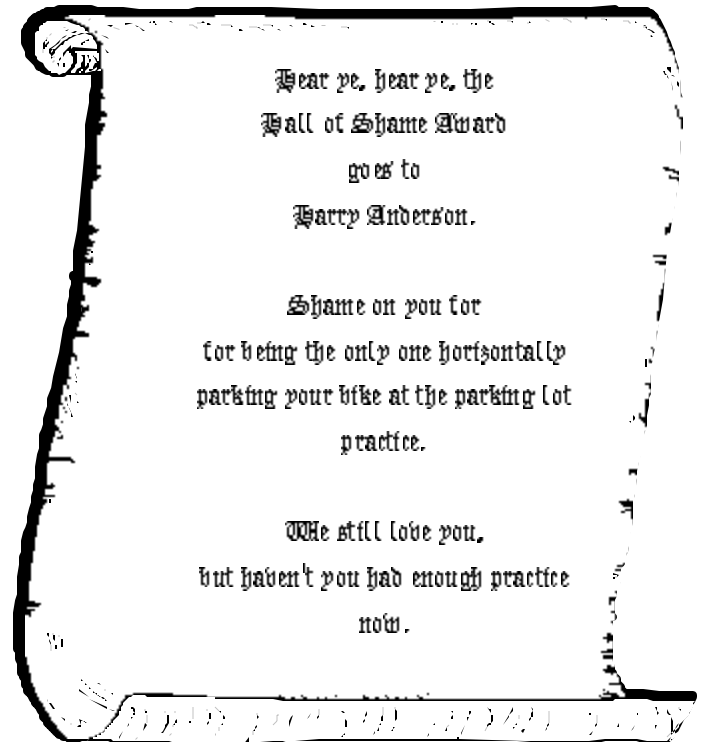 Hear ye, hear ye, the
Hall of Shame Award
goes to
Harry Anderson.
Shame on you for
for being the only one horizontally
parking your bike at the parking lot
practice.
We still love you,
but haven't you had enough practice
now.